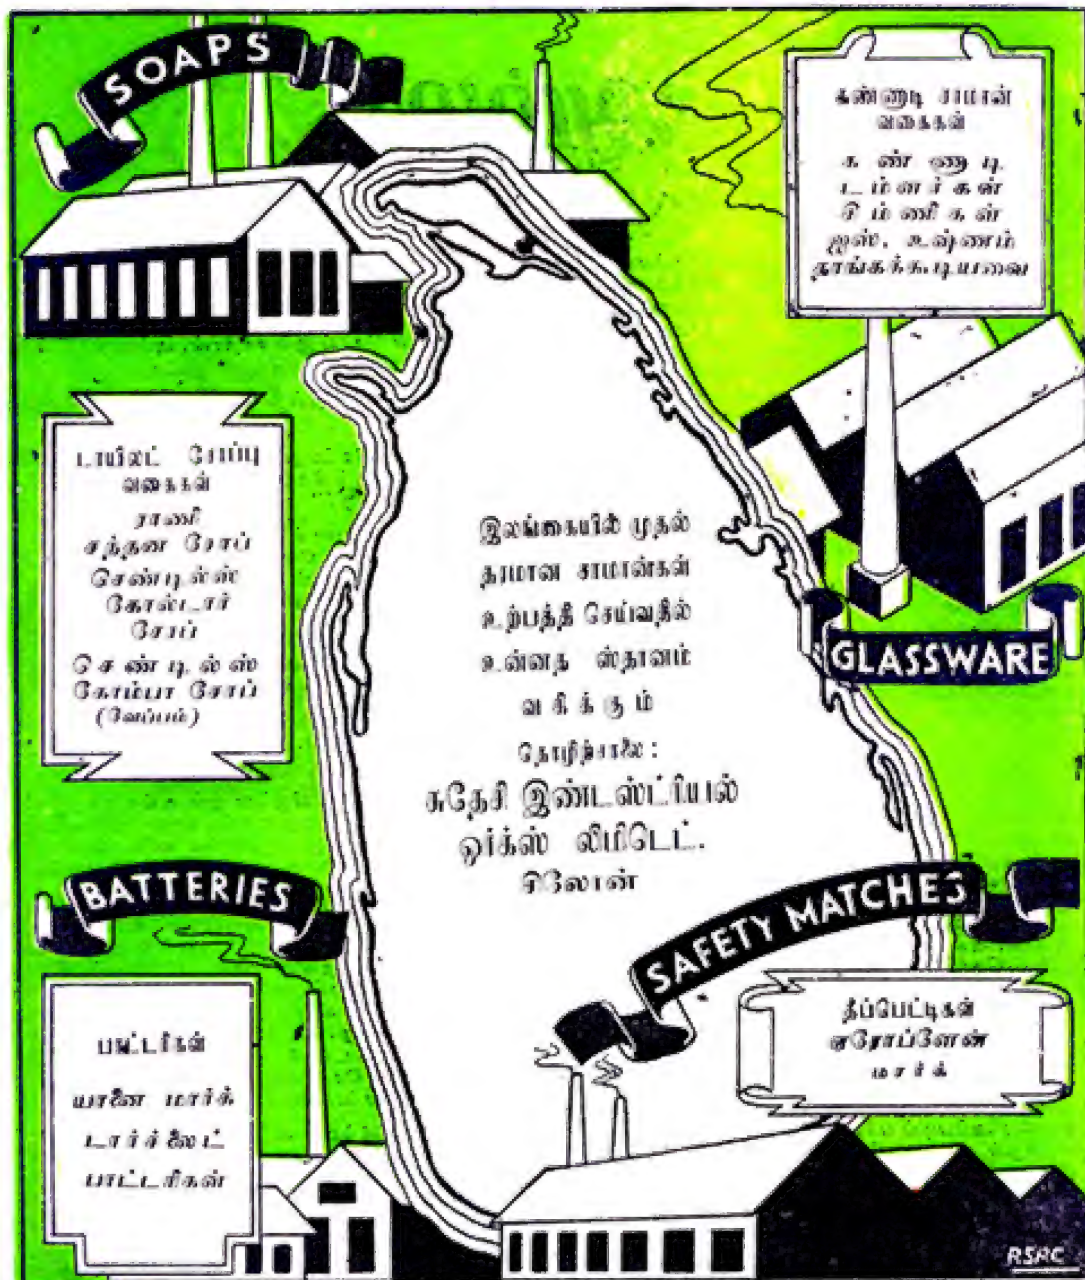 SOAPS
கண்ணாடி சாமான்
வகைகள்
கண்ணாடி
டம்ளர்கள்
சிம்ணிகள்
ஐஸ், உஷ்ணம்
தாங்கக்கூடியவை
டாயிலட் சோப்பு
வகைகள்
ராணி
சந்தன சோப்
செண்டில்ஸ்
கோல்டார்
சோப்
செண்டில்ஸ்
கோம்பா சோப்
(வேப்பம்)
இலங்கையில் முதல்
தரமான சாமான்கள்
உற்பத்தி செய்வதில்
உன்னத ஸ்தானம்
வகிக்கும்
தொழிற்சாலை:
சுதேசி இண்டஸ்ட்ரியல்
ஒர்க்ஸ் லிமிடெட்.
சிலோன்
GLASSWARE
BATTERIES
பாட்டரிகள்
யானை மார்க்
டார்ச்லைட்
பாட்டரிகள்
SAFETY MATCHES
தீப்பெட்டிகள்
ஏரோப்ளேன்
மார்க்
RSRC